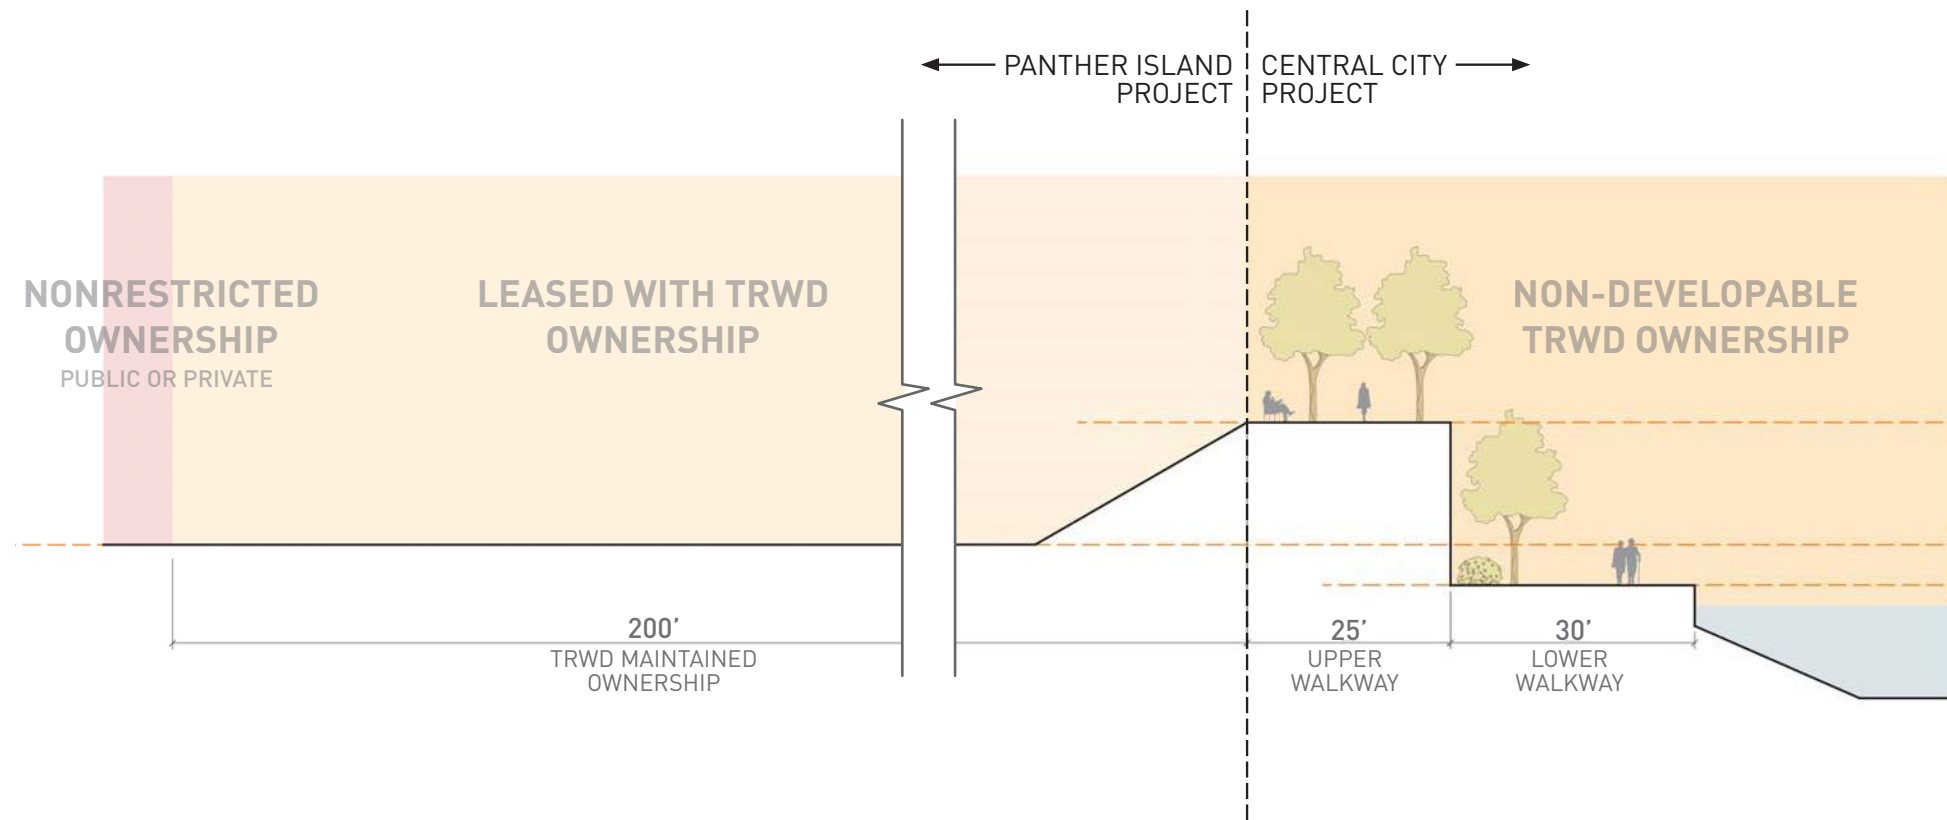 PANTHER ISLAND
PROJECT
CENTRAL CITY
PROJECT
NONRESTRICTED
OWNERSHIP
PUBLIC OR PRIVATE
LEASED WITH TRWD
OWNERSHIP
NON-DEVELOPABLE
TRWD OWNERSHIP
200’
TRWD MAINTAINED
OWNERSHIP
25’
UPPER
WALKWAY
30’
LOWER
WALKWAY